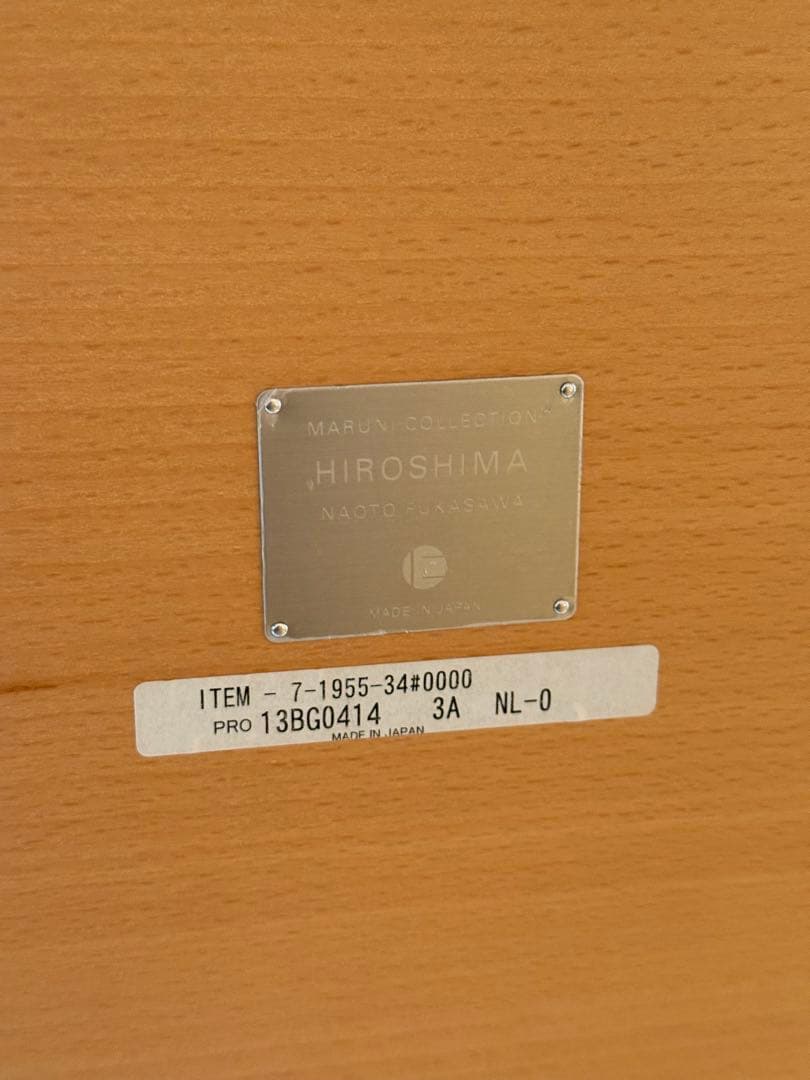 MARUNI COLLECTION
HIROSHIMA
NAOTO FUKASAWA
MADE IN JAPAN
ITEM - 7-1955-34#0000
PRO 13BG0414 3A NL-0
MADE IN JAPAN